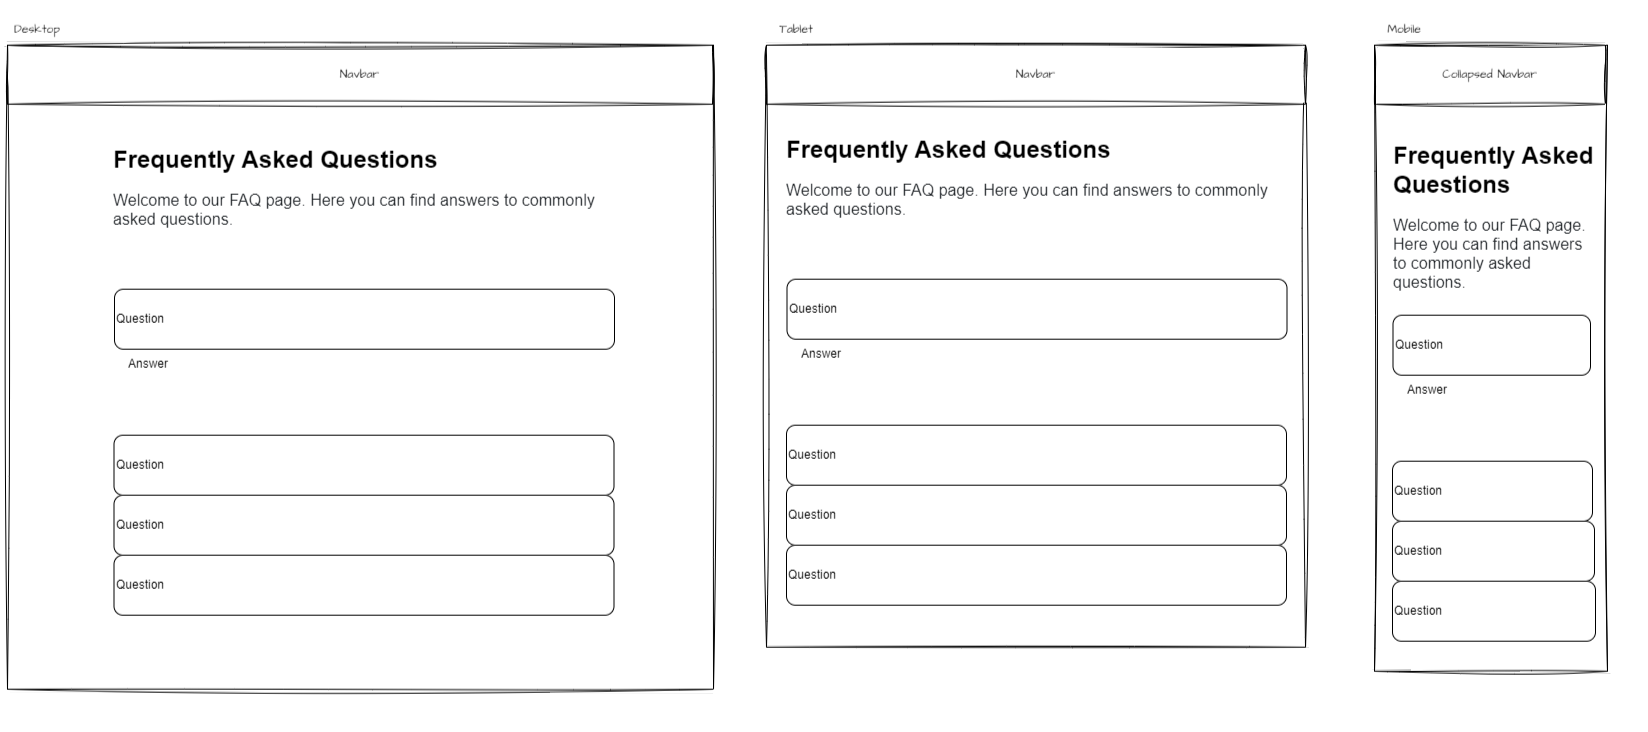 Desktop
Navbar
Frequently Asked Questions
Welcome to our FAQ page. Here you can find answers to commonly
asked questions.
Question
Answer
Question
Question
Question
Tablet
Navbar
Frequently Asked Questions
Welcome to our FAQ page. Here you can find answers to commonly
asked questions.
Question
Answer
Question
Question
Question
Mobile
Collapsed Navbar
Frequently Asked
Questions
Welcome to our FAQ page.
Here you can find answers
to commonly asked
questions.
Question
Answer
Question
Question
Question